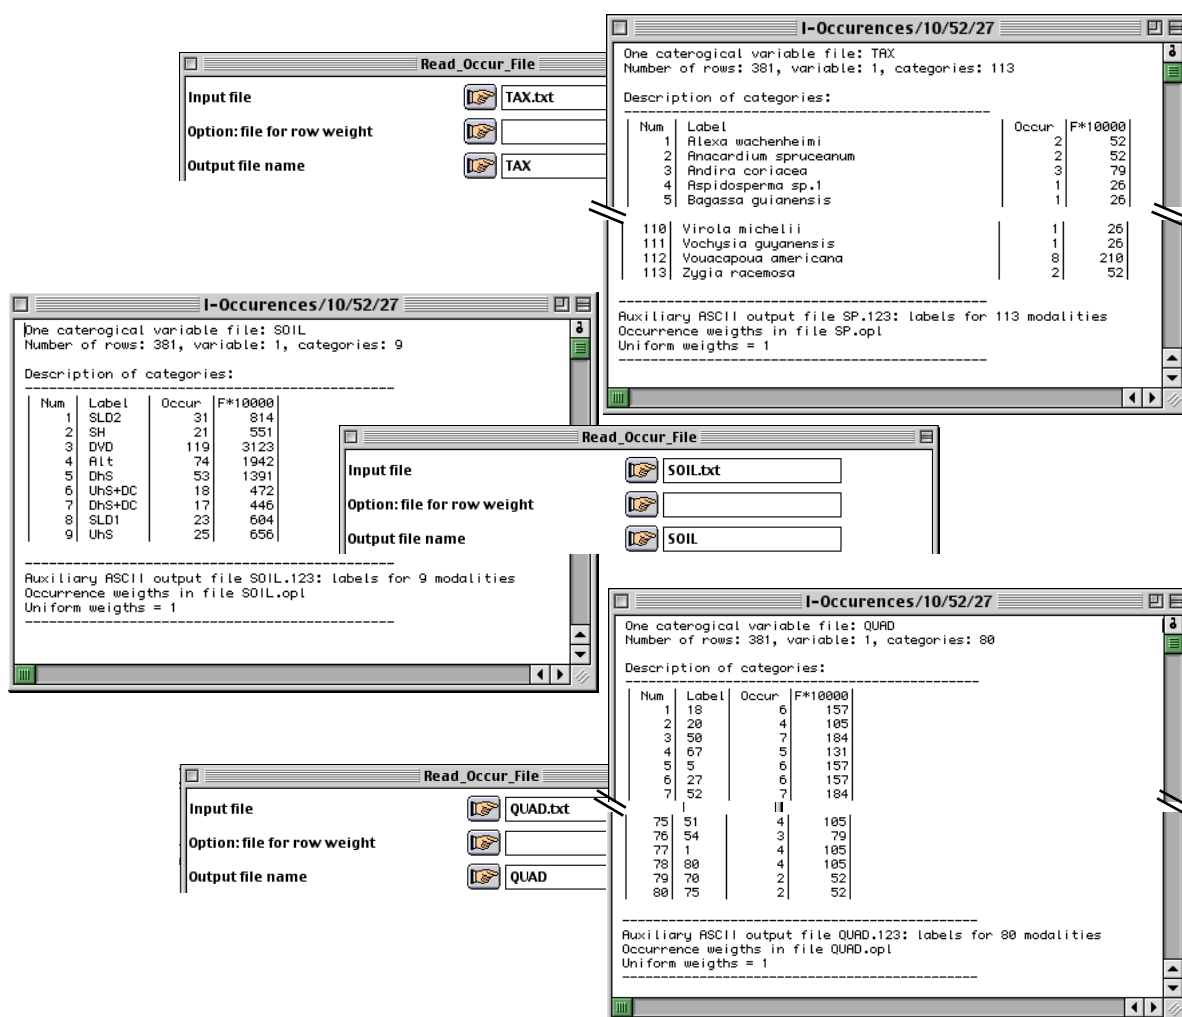 Read_Occur_File
Input file TAX.txt
Option: file for row weight
Output file name TAX
I-Occurences/10/52/27
One caterogical variable file: TAX
Number of rows: 381, variable: 1, categories: 113
Description of categories:
----------------------------------------------
Num| Label |Occur |F*10000|
1| Alexa wachenheimi | 2| 52|
2| Anacardium spruceanum | 2| 52|
3| Andira coriacea | 3| 79|
4| Aspidosperma sp.1 | 1| 26|
5| Bagassa guianensis | 1| 26|
110| Virola michelii | 1| 26|
111| Vochysia guyanensis | 1| 26|
112| Vouacapoua americana | 8| 210|
113| Zygia racemosa | 2| 52|
----------------------------------------------
Auxiliary ASCII output file SP.123: labels for 113 modalities
Occurrence weigths in file SP.opl
Uniform weigths = 1
----------------------------------------------
I-Occurences/10/52/27
One caterogical variable file: SOIL
Number of rows: 381, variable: 1, categories: 9
Description of categories:
----------------------------------------------
Num| Label |Occur |F*10000|
1| SLD2 | 31| 814|
2| SH | 21| 551|
3| DVD | 119| 3123|
4| Alt | 74| 1942|
5| DhS | 53| 1391|
6| UhS+DC | 18| 472|
7| DhS+DC | 17| 446|
8| SLD1 | 23| 604|
9| UhS | 25| 656|
----------------------------------------------
Auxiliary ASCII output file SOIL.123: labels for 9 modalities
Occurrence weigths in file SOIL.opl
Uniform weigths = 1
----------------------------------------------
Read_Occur_File
Input file SOIL.txt
Option: file for row weight
Output file name SOIL
I-Occurences/10/52/27
One caterogical variable file: QUAD
Number of rows: 381, variable: 1, categories: 80
Description of categories:
----------------------------------------------
Num| Label| Occur |F*10000|
1| 18 | 6| 157|
2| 20 | 4| 105|
3| 50 | 7| 184|
4| 67 | 5| 131|
5| 5 | 6| 157|
6| 27 | 6| 157|
7| 52 | 7| 184|
75| 51 | 4| 105|
76| 54 | 3| 79|
77| 1 | 4| 105|
78| 80 | 4| 105|
79| 70 | 2| 52|
80| 75 | 2| 52|
----------------------------------------------
Auxiliary ASCII output file QUAD.123: labels for 80 modalities
Occurrence weigths in file QUAD.opl
Uniform weigths = 1
----------------------------------------------
Read_Occur_File
Input file QUAD.txt
Option: file for row weight
Output file name QUAD